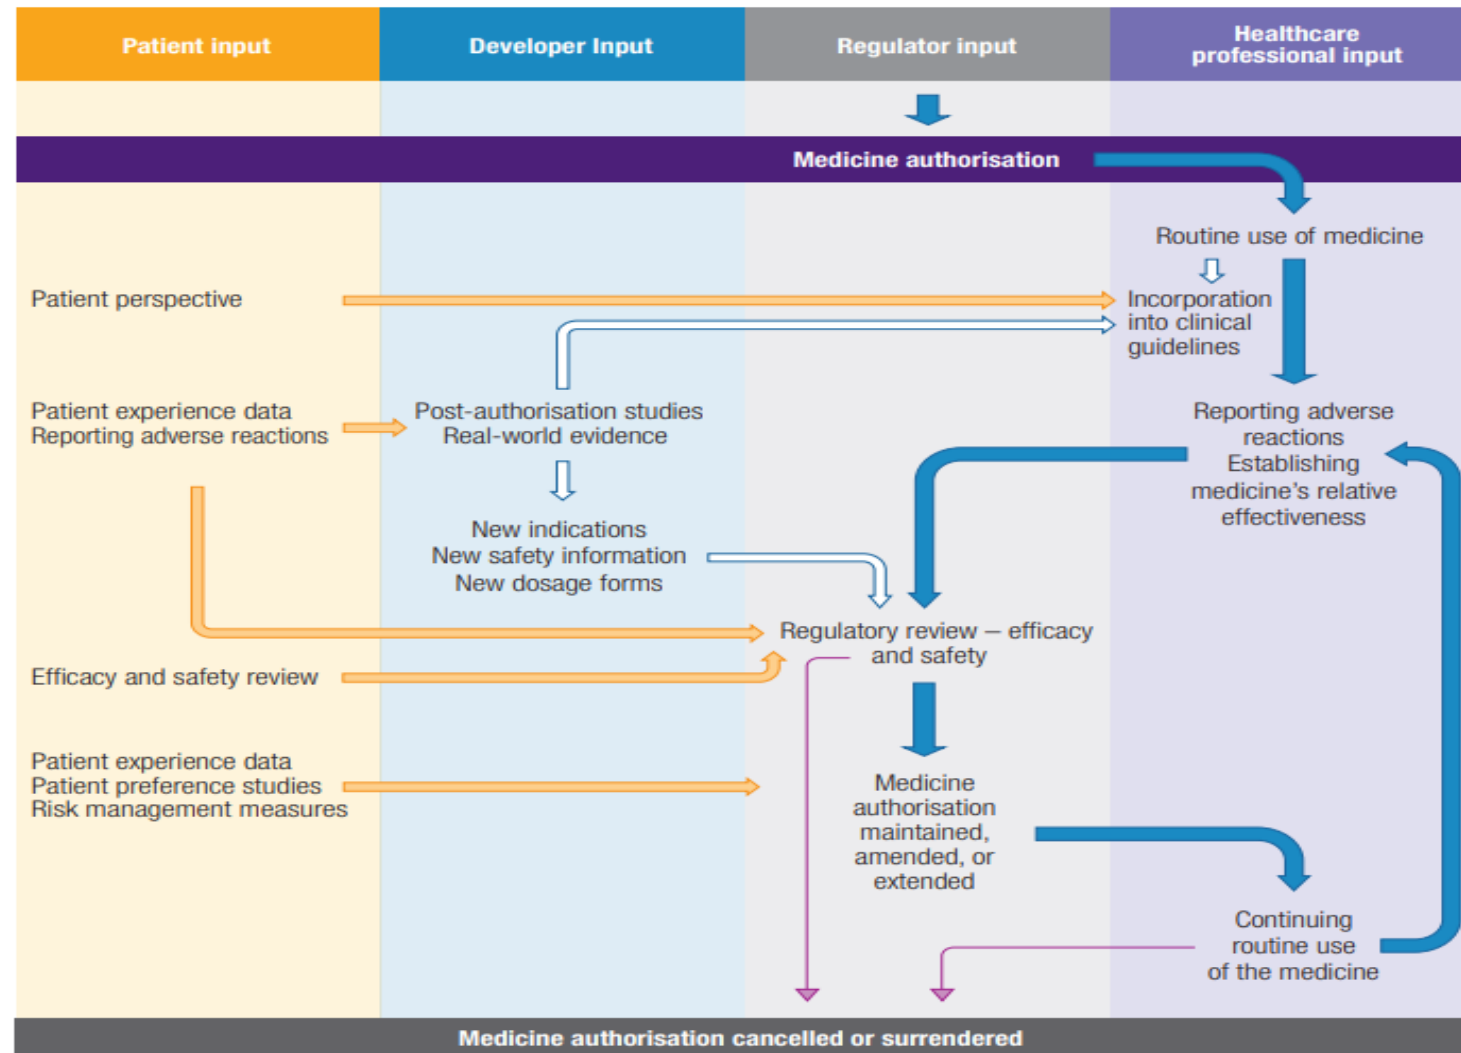 Patient input
Developer Input
Regulator input
Healthcare
professional input
Medicine authorisation
Routine use of medicine
Patient perspective
Incorporation
into clinical
guidelines
Patient experience data
Reporting adverse reactions
Post-authorisation studies
Real-world evidence
Reporting adverse
reactions
Establishing
medicine's relative
effectiveness
New indications
New safety information
New dosage forms
Regulatory review – efficacy
and safety
Efficacy and safety review
Patient experience data
Patient preference studies
Risk management measures
Medicine
authorisation
maintained,
amended, or
extended
Continuing
routine use
of the medicine
Medicine authorisation cancelled or surrendered